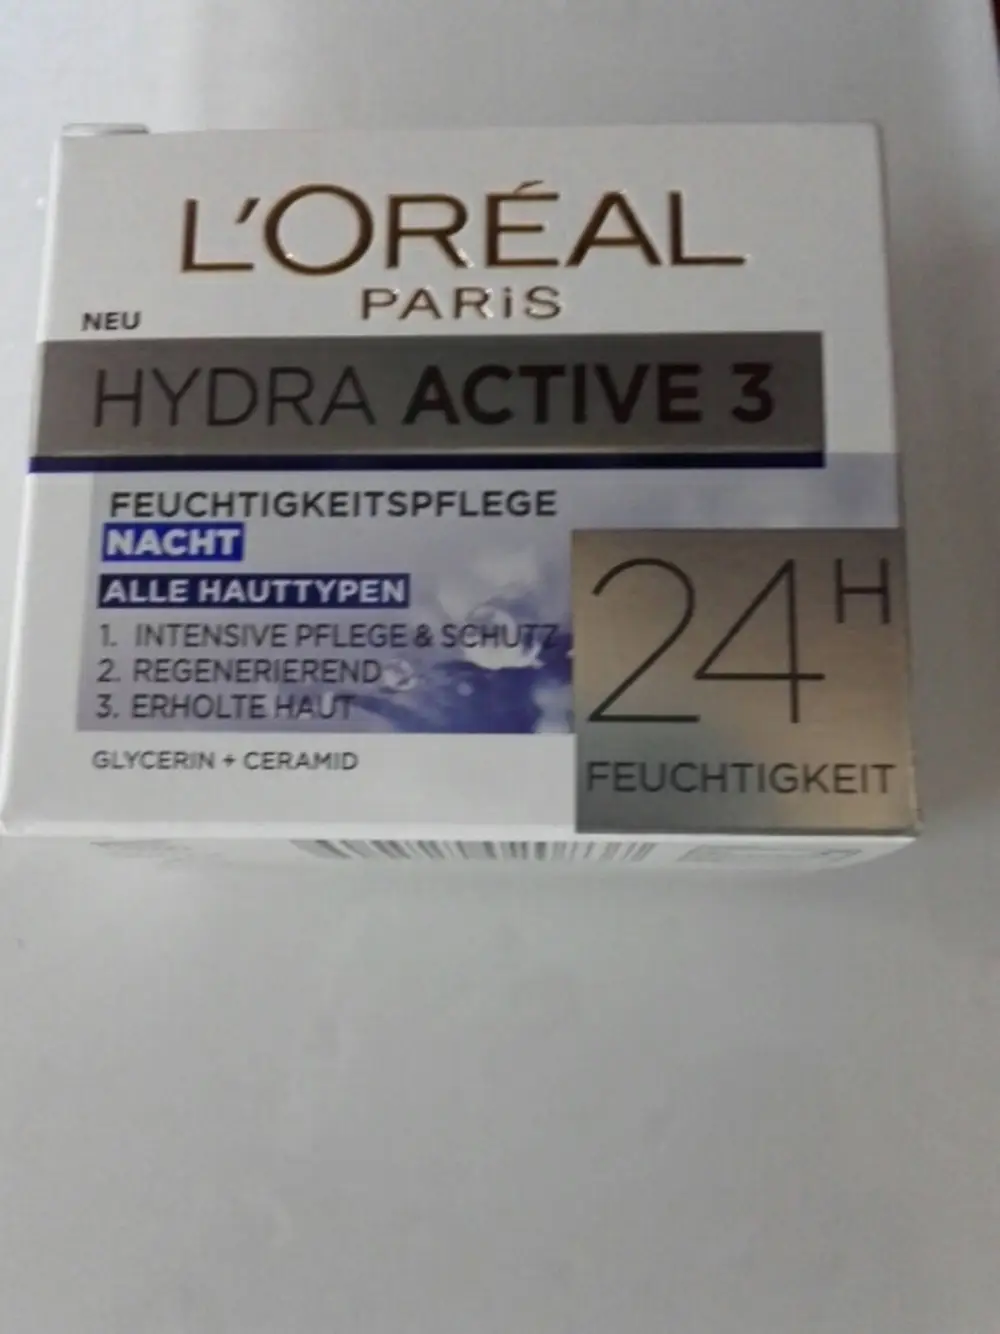 L'ORÉAL
PARiS
NEU
HYDRA ACTIVE 3
FEUCHTIGKEITSPFLEGE
NACHT
ALLE HAUTTYPEN
1. INTENSIVE PFLEGE & SCHUTZ
2. REGENERIEREND
3. ERHOLTE HAUT
GLYCERIN + CERAMID
24H
FEUCHTIGKEIT